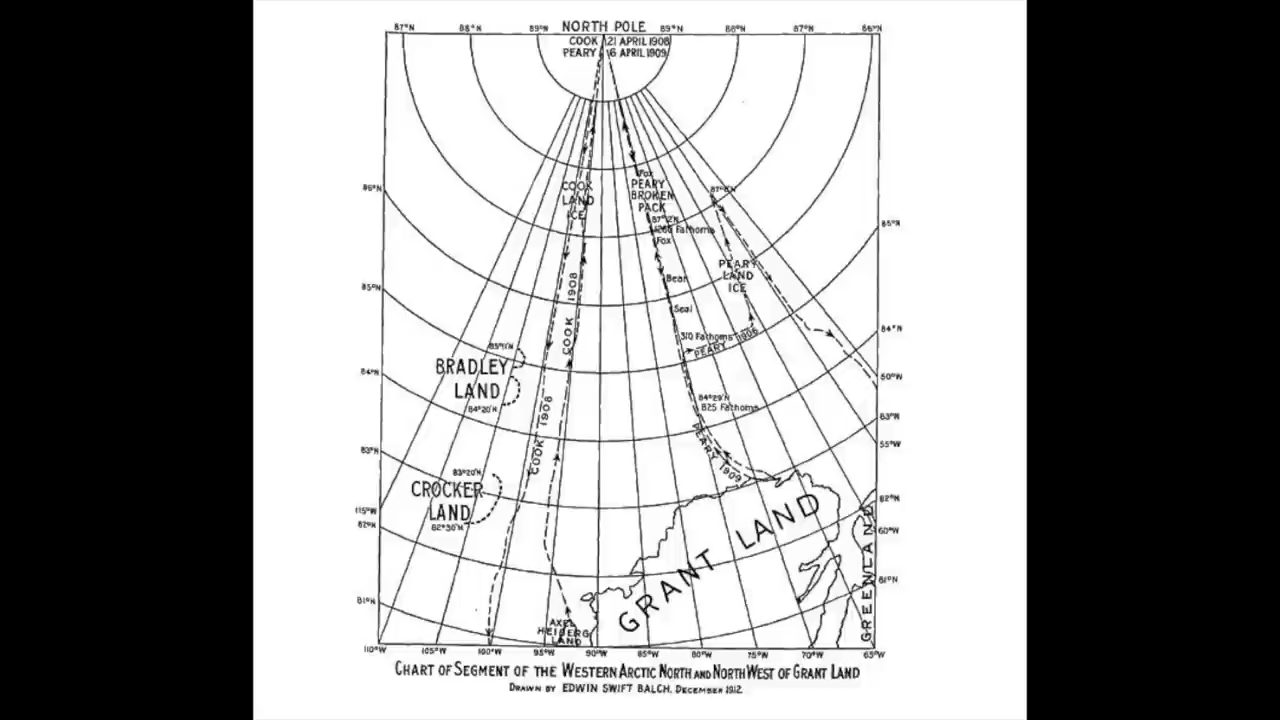 87°N 88°N 89°N NORTH POLE 89°N 88°N 87°N 86°N
COOK 21 APRIL 1908
PEARY 6 APRIL 1909
86°N
COOK
LAND
ICE
Fox
PEARY
BROKEN
PACK
87°12'N
1260 Fathoms
Fox
87°6'N
85°N
PEARY
LAND
ICE
Bear
Seal
85°N
COOK 1908
310 Fathoms
PEARY 1906
84°N
85°11'N
BRADLEY
LAND
84°20'N
84°N
50°W
COOK 1908
84°29'N
825 Fathoms
83°N
55°W
PEARY 1909
83°N
83°20'N
CROCKER
LAND
82°30'N
115°W
82°N
82°N
60°W
GRANT LAND
GREENLAND
81°N
81°N
AXEL
HEIBERG
LAND
110°W 105°W 100°W 95°W 90°W 85°W 80°W 75°W 70°W 65°W
CHART OF SEGMENT OF THE WESTERN ARCTIC NORTH AND NORTH WEST OF GRANT LAND
DRAWN BY EDWIN SWIFT BALCH. DECEMBER 1912.